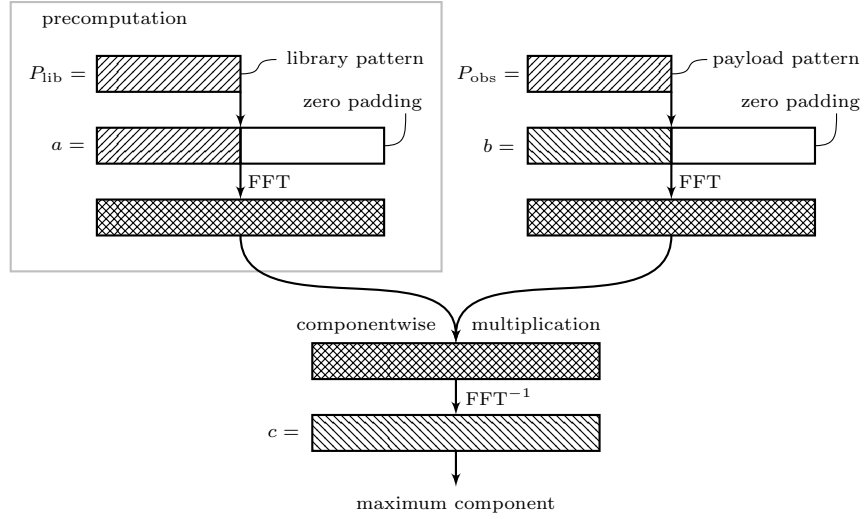 precomputation
P_lib =
library pattern
P_obs =
payload pattern
zero padding
zero padding
a =
b =
FFT
FFT
componentwise multiplication
FFT⁻¹
c =
maximum component